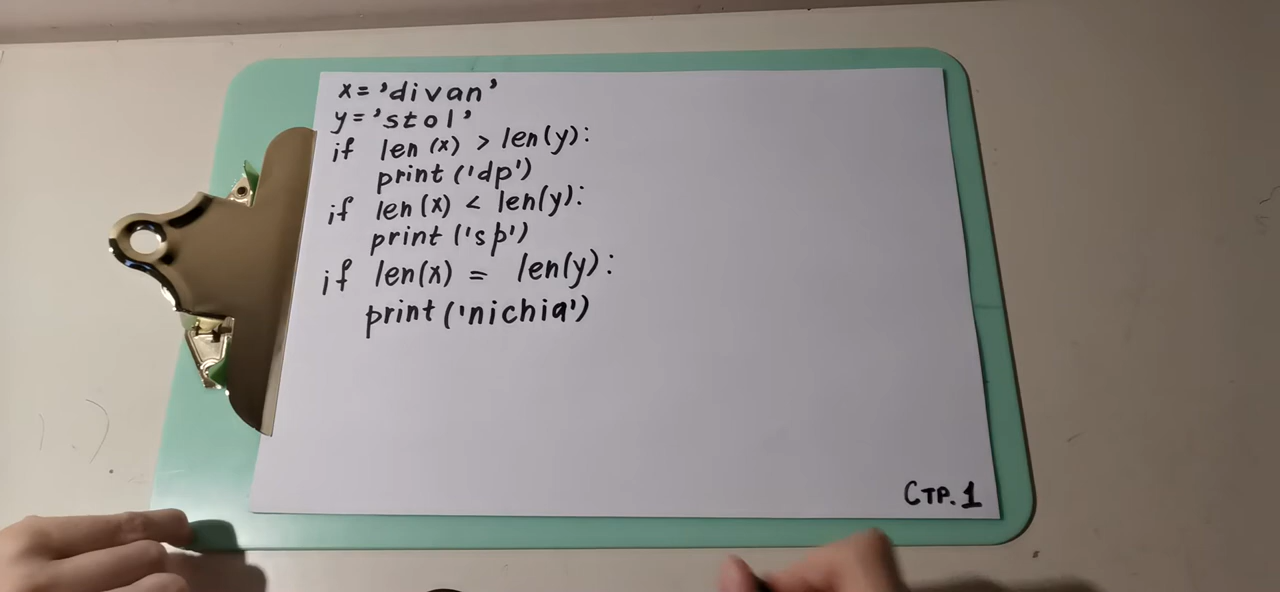 x = 'divan'
y = 'stol'
if len (x) > len(y):
print ('dp')
if len(x) < len(y):
print ('sp')
if len(x) = len(y):
print ('nichia')
Стр. 1